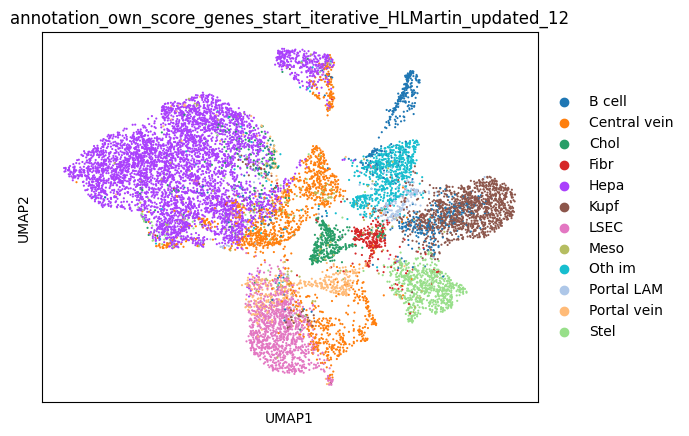 annotation_own_score_genes_start_iterative_HLMartin_updated_12
UMAP2
UMAP1
B cell
Central vein
Chol
Fibr
Hepa
Kupf
LSEC
Meso
Oth im
Portal LAM
Portal vein
Stel